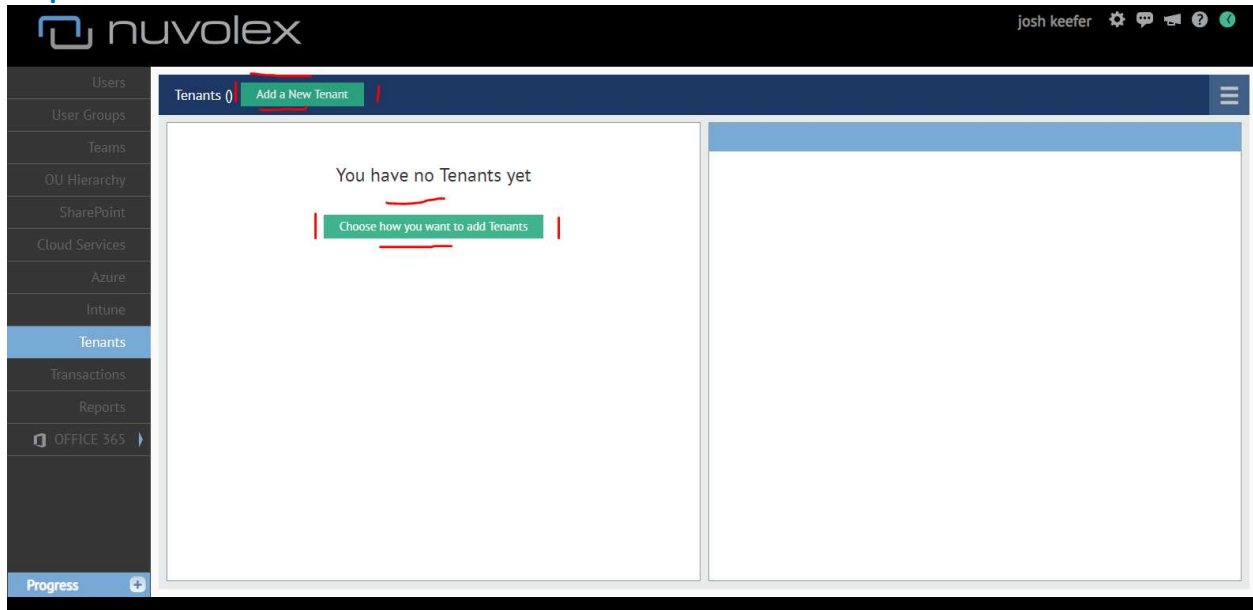 nuvolex
josh keefer
Users
User Groups
Teams
OU Hierarchy
SharePoint
Cloud Services
Azure
Intune
Tenants
Transactions
Reports
OFFICE 365
Progress
Tenants ()
Add a New Tenant
You have no Tenants yet
Choose how you want to add Tenants